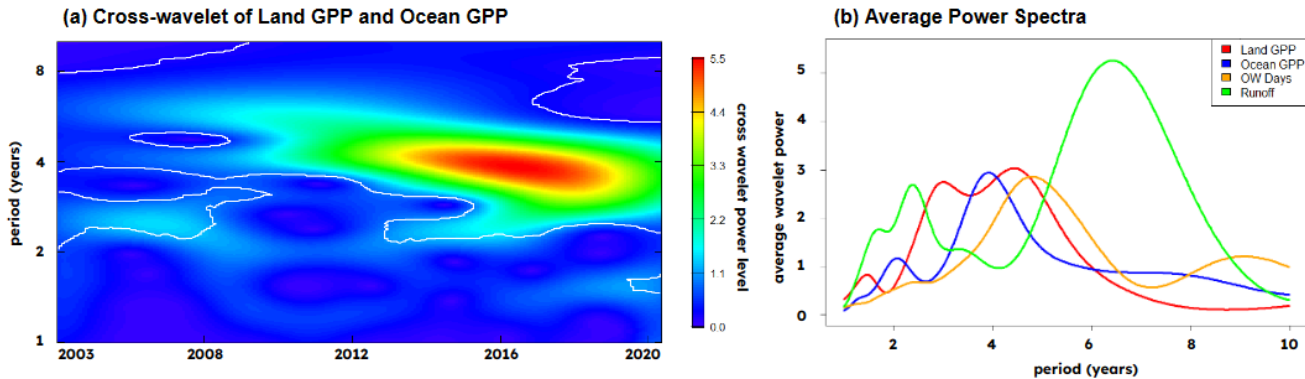 (a) Cross-wavelet of Land GPP and Ocean GPP
period (years)
8
4
2
1
2003 2008 2012 2016 2020
5.5
4.4
3.3
2.2
1.1
0.0
cross wavelet power level
(b) Average Power Spectra
average wavelet power
5
4
3
2
1
0
2 4 6 8 10
period (years)
Land GPP
Ocean GPP
OW Days
Runoff